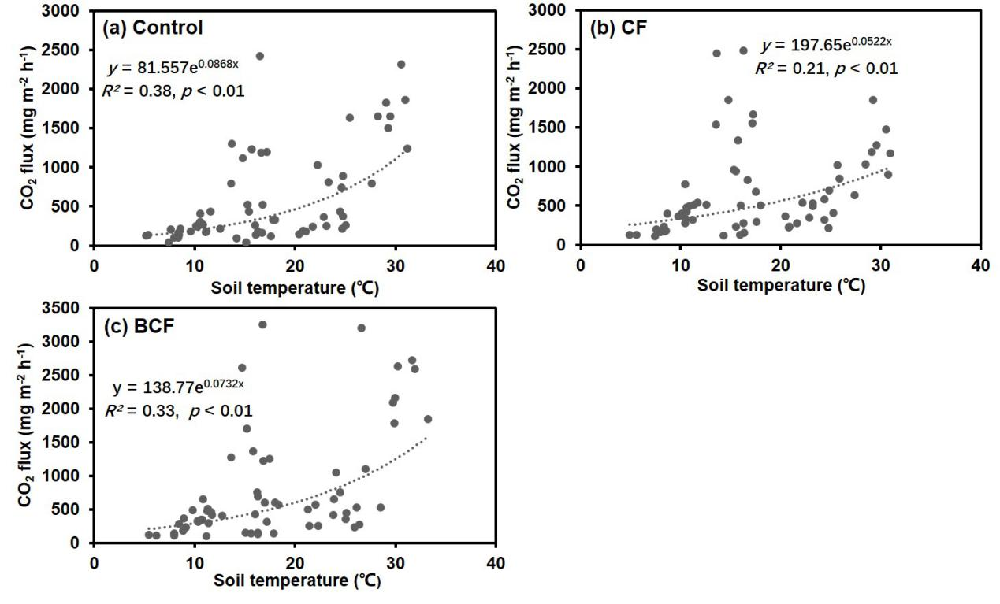 (a) Control
y = 81.557e^0.0868x
R² = 0.38, p < 0.01
CO₂ flux (mg m⁻² h⁻¹)
3000
2500
2000
1500
1000
500
0
0 10 20 30 40
Soil temperature (℃)
(b) CF
y = 197.65e^0.0522x
R² = 0.21, p < 0.01
CO₂ flux (mg m⁻² h⁻¹)
3000
2500
2000
1500
1000
500
0
0 10 20 30 40
Soil temperature (℃)
(c) BCF
y = 138.77e^0.0732x
R² = 0.33, p < 0.01
CO₂ flux (mg m⁻² h⁻¹)
3500
3000
2500
2000
1500
1000
500
0
0 10 20 30 40
Soil temperature (℃)